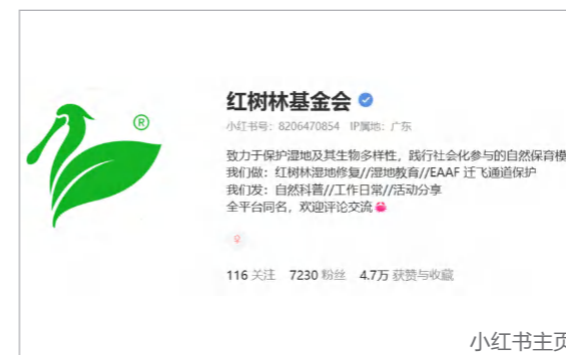 ®
红树林基金会
小红书号：8206470854 IP属地：广东
致力于保护湿地及其生物多样性，践行社会化参与的自然保育模
我们做：红树林湿地修复//湿地教育//EAAF 迁飞通道保护
我们发：自然科普//工作日常//活动分享
全平台同名，欢迎评论交流🦀
♀
116 关注 7230 粉丝 4.7万 获赞与收藏
小红书主页